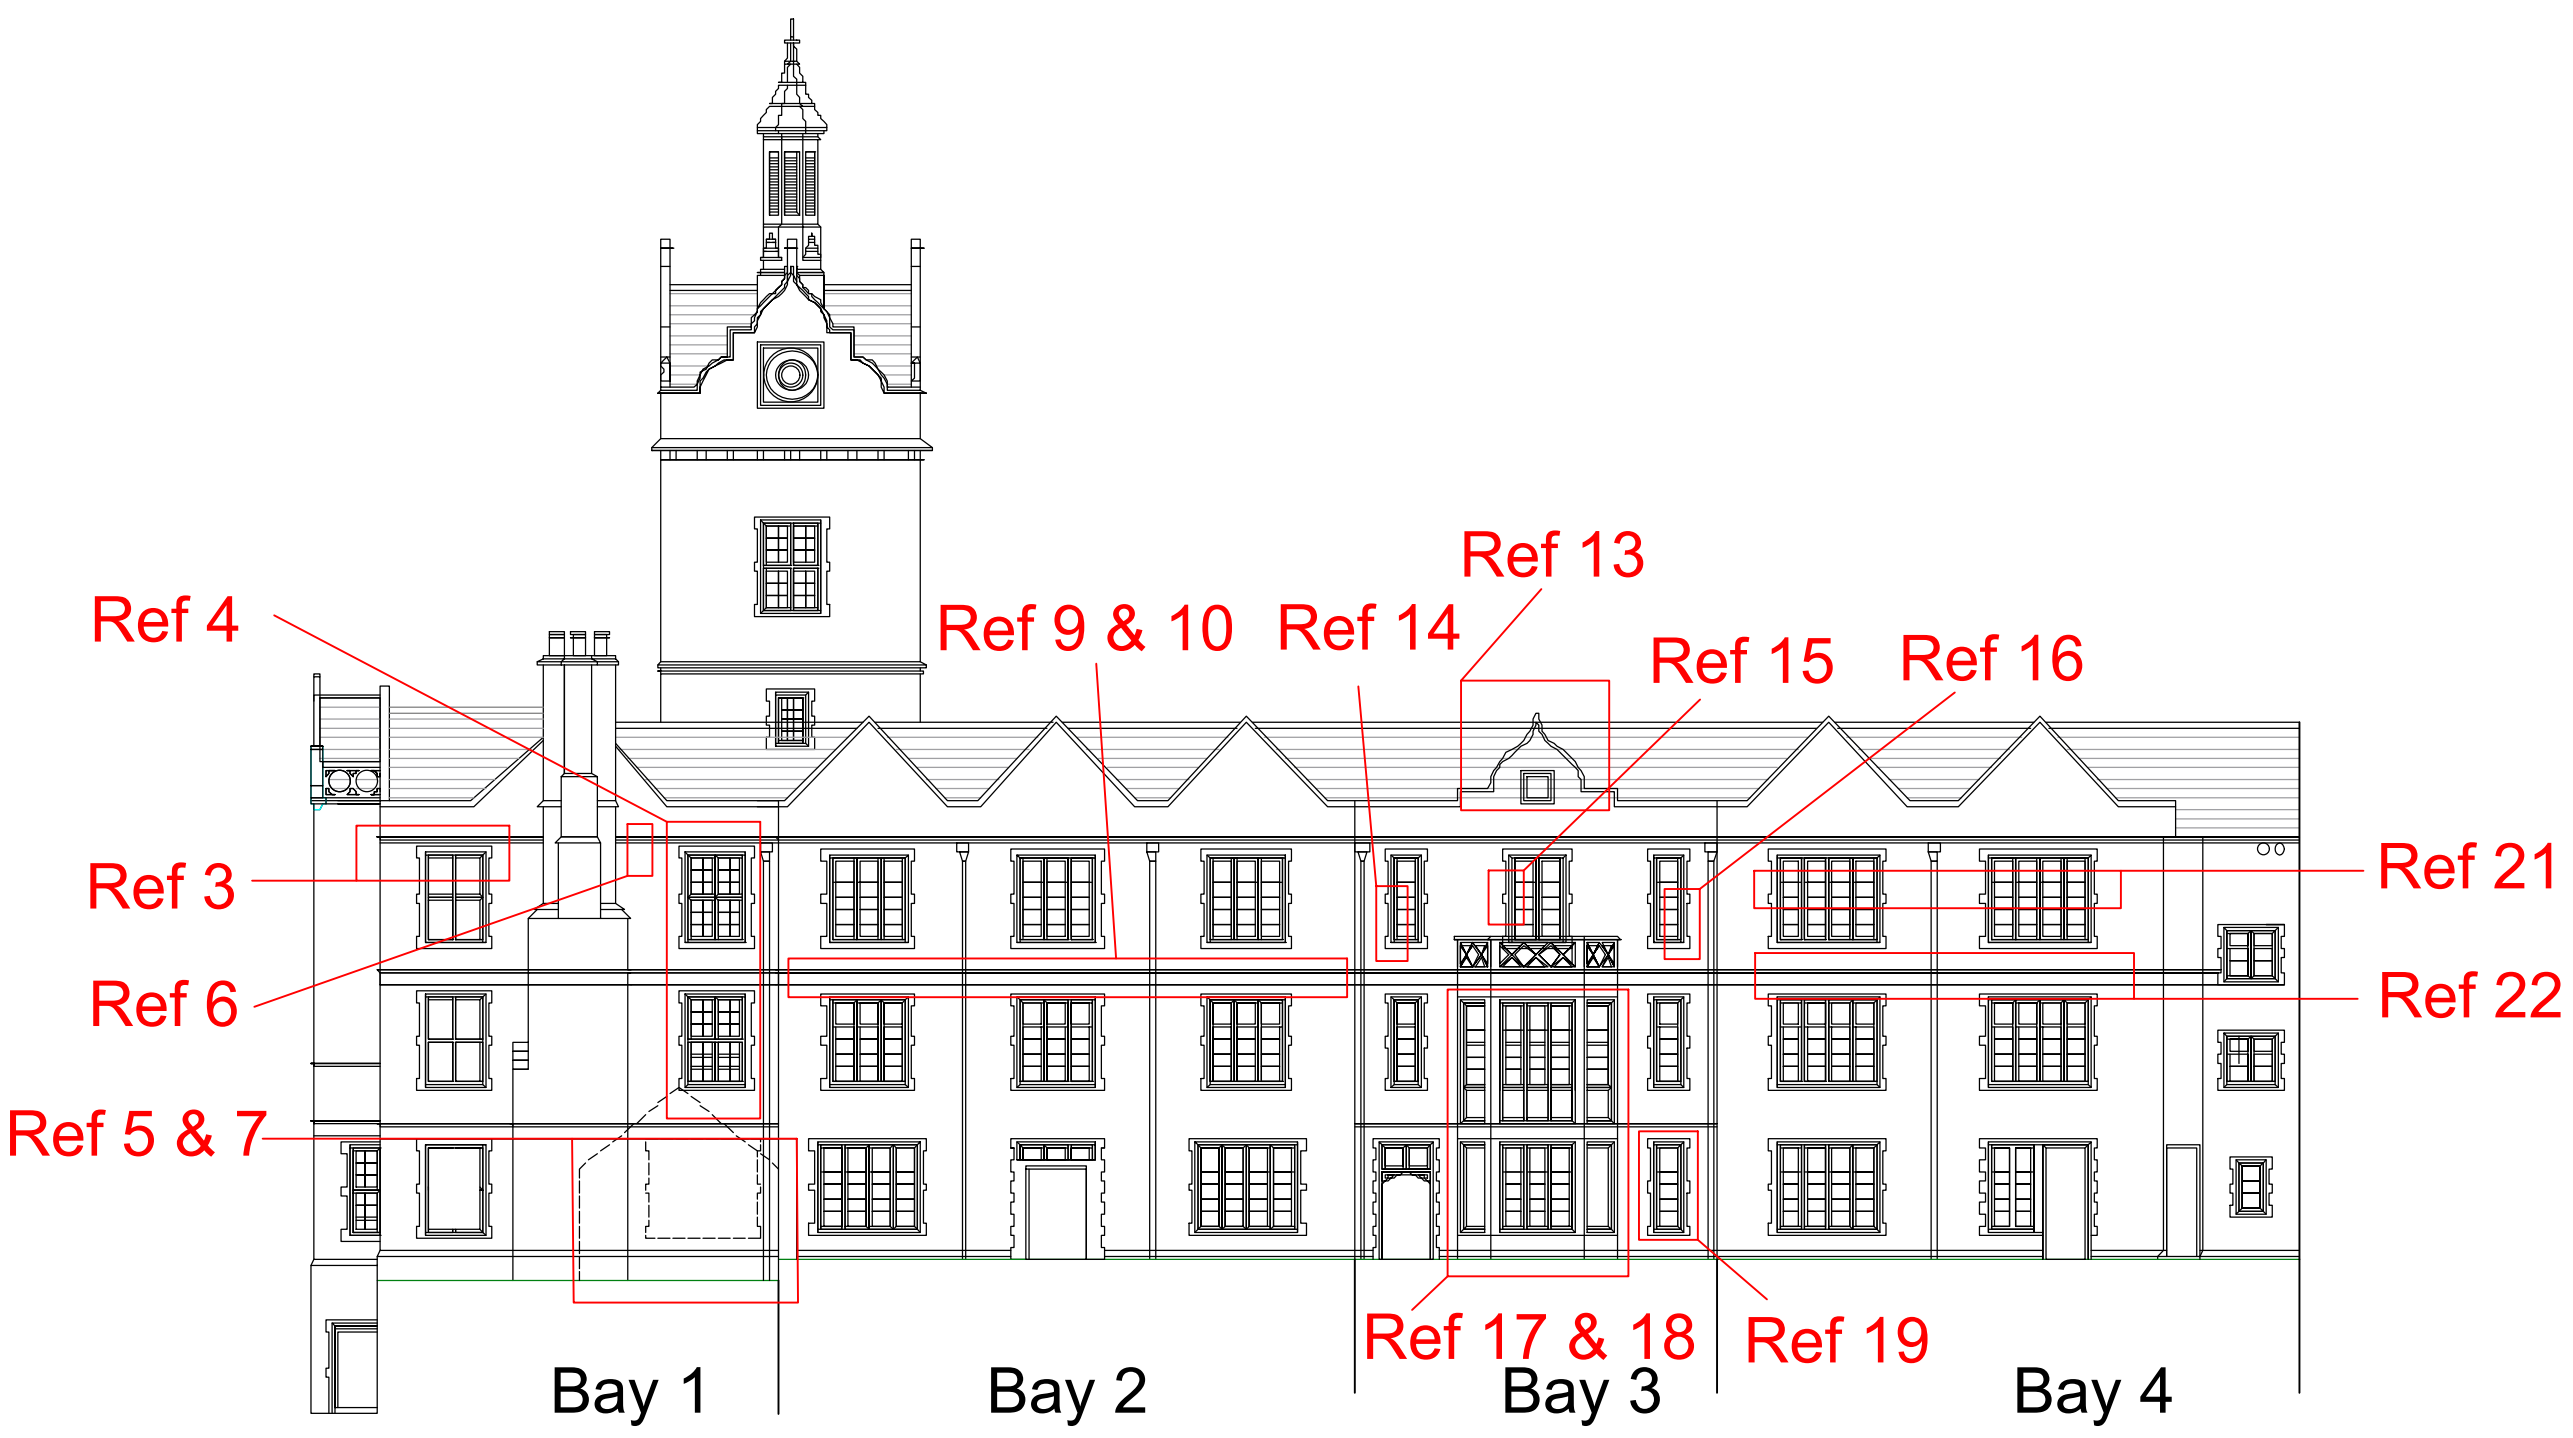 Ref 13
Ref 4
Ref 9 & 10
Ref 14
Ref 15
Ref 16
Ref 3
Ref 21
Ref 6
Ref 22
Ref 5 & 7
Ref 17 & 18
Ref 19
Bay 1
Bay 2
Bay 3
Bay 4